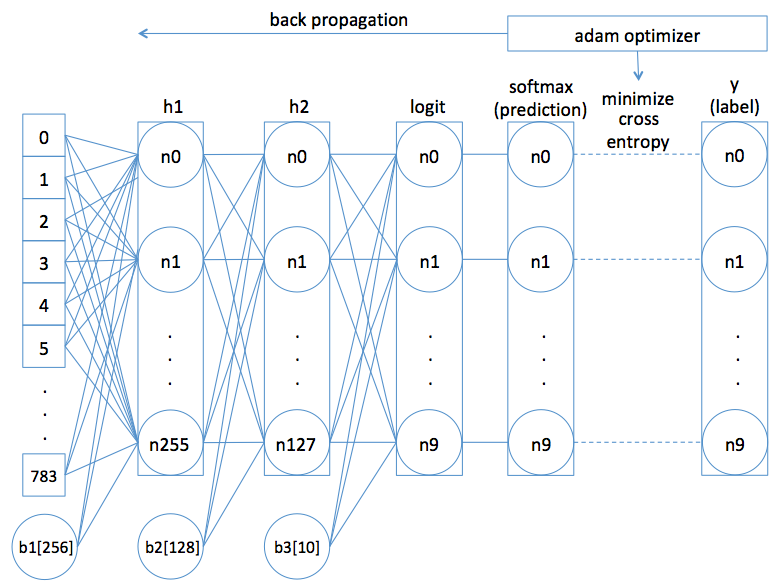 back propagation
adam optimizer
h1
h2
logit
softmax
(prediction)
minimize
cross
entropy
y
(label)
0
1
2
3
4
5
.
.
.
783
b1[256]
n0
n1
.
.
.
n255
b2[128]
n0
n1
.
.
.
n127
b3[10]
n0
n1
.
.
.
n9
n0
n1
.
.
.
n9
n0
n1
.
.
.
n9